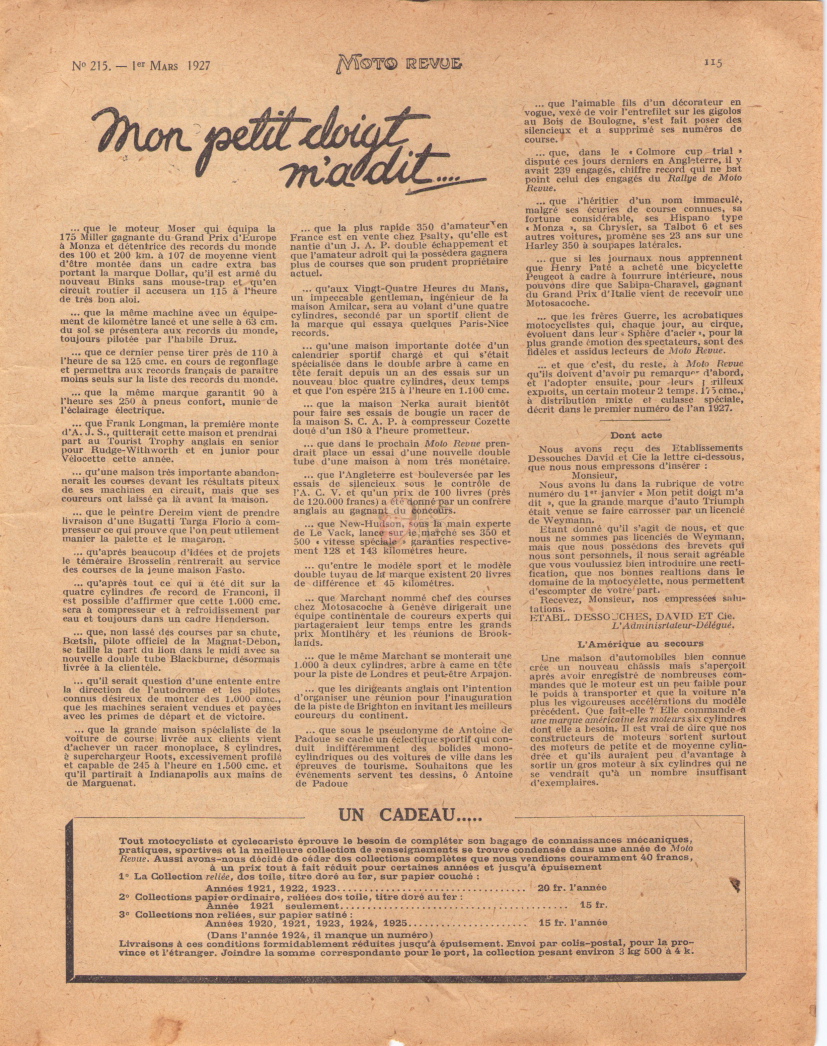 Nº 215. — 1er Mars 1927
MOTO REVUE
115
Mon petit doigt
m'a dit....
... que le moteur Moser qui équipa la
175 Miller gagnante du Grand Prix d'Europe
à Monza et détentrice des records du monde
des 100 et 200 km. à 107 de moyenne vient
d'être montée dans un cadre extra bas
portant la marque Dollar, qu'il est armé du
nouveau Binks sans mouse-trap et qu'en
circuit routier il accusera un 115 à l'heure
de très bon aloi.
... que la même machine avec un équipe-
ment de kilomètre lancé et une selle à 63 cm.
du sol se présentera aux records du monde,
toujours pilotée par l'habile Druz.
... que ce dernier pense tirer près de 110 à
l'heure de sa 125 cmc. en cours de regonflage
et permettra aux records français de paraître
moins seuls sur la liste des records du monde.
... que la même marque garantit 90 à
l'heure ses 250 à pneus confort, munie de
l'éclairage électrique.
... que Frank Longman, la première monte
d'A. J. S., quitterait cette maison et prendrait
part au Tourist Trophy anglais en senior
pour Rudge-Withworth et en junior pour
Vélocette cette année.
... qu'une maison très importante abandon-
nerait les courses devant les résultats piteux
de ses machines en circuit, mais que ses
coureurs ont laissé ça là avant la maison.
... que le peintre Dereim vient de prendre
livraison d'une Bugatti Targa Florio à com-
presseur ce qui prouve que l'on peut utilement
manier la palette et le maçaron.
... qu'après beaucoup d'idées et de projets
le téméraire Brosselin rentrerait au service
des courses de la jeune maison Fasto.
... qu'après tout ce qui a été dit sur la
quatre cylindres de record de Franconi, il
est possible d'affirmer que cette 1.000 cmc.
sera à compresseur et à refroidissement par
eau et toujours dans un cadre Henderson.
... que, non lassé des courses par sa chute,
Bœtsh, pilote officiel de la Magnat-Debon,
se taille la part du lion dans le midi avec sa
nouvelle double tube Blackburne, désormais
livrée à la clientèle.
... qu'il serait question d'une entente entre
la direction de l'autodrome et les pilotes
connus désireux de monter des 1.000 cmc.,
que les machines seraient vendues et payées
avec les primes de départ et de victoire.
... que la grande maison spécialiste de la
voiture de course livrée aux clients vient
d'achever un racer monoplace, 8 cylindres,
à superchargeur Roots, excessivement profilé
et capable de 245 à l'heure en 1.500 cmc. et
qu'il partirait à Indianapolis aux mains de
de Marguenat.
... que la plus rapide 350 d'amateur en
France est en vente chez Psalty, qu'elle est
nantie d'un J. A. P. double échappement et
que l'amateur adroit qui la possédera gagnera
plus de courses que son prudent propriétaire
actuel.
... qu'aux Vingt-Quatre Heures du Mans,
un impeccable gentleman, ingénieur de la
maison Amilcar, sera au volant d'une quatre
cylindres, secondé par un sportif client de
la marque qui essaya quelques Paris-Nice
records.
... qu'une maison importante dotée d'un
calendrier sportif chargé et qui s'était
spécialisée dans le double arbre à came en
tête ferait depuis un an des essais sur un
nouveau bloc quatre cylindres, deux temps
et que l'on espère 215 à l'heure en 1.100 cmc.
... que la maison Nerka aurait bientôt
pour faire ses essais de bougie un racer de
la maison S. C. A. P. à compresseur Cozette
doué d'un 180 à l'heure prometteur.
... que dans le prochain Moto Revue pren-
drait place un essai d'une nouvelle double
tube d'une maison à nom très monétaire.
... que l'Angleterre est bouleversée par les
essais de silencieux sous le contrôle de
l'A. C. V. et qu'un prix de 100 livres (près
de 120.000 francs) a été donné par un confrère
anglais au gagnant du concours.
... que New-Hudson, sous la main experte
de Le Vack, lance sur le marché ses 350 et
500 « vitesse spéciale » garanties respective-
ment 128 et 143 kilomètres heure.
... qu'entre le modèle sport et le modèle
double tuyau de la marque existent 20 livres
de différence et 45 kilomètres.
... que Marchant nommé chef des courses
chez Motosacoche à Genève dirigerait une
équipe continentale de coureurs experts qui
partageraient leur temps entre les grands
prix Montlhéry et les réunions de Brook-
lands.
... que le même Marchant se monterait une
1.000 à deux cylindres, arbre à came en tête
pour la piste de Londres et peut-être Arpajon.
... que les dirigeants anglais ont l'intention
d'organiser une réunion pour l'inauguration
de la piste de Brighton en invitant les meilleurs
coureurs du continent.
... que sous le pseudonyme de Antoine de
Padoue se cache un éclectique sportif qui con-
duit indifféremment des bolides mono-
cylindriques ou des voitures de ville dans les
épreuves de tourisme. Souhaitons que les
événements servent tes dessins, ô Antoine
de Padoue
... que l'aimable fils d'un décorateur en
vogue, vexé de voir l'entrefilet sur les gigolos
au Bois de Boulogne, s'est fait poser des
silencieux et a supprimé ses numéros de
course.
... que, dans le « Colmore cup trial »
disputé ces jours derniers en Angleterre, il y
avait 239 engagés, chiffre record qui ne bat
point celui des engagés du Rallye de Moto
Revue.
... que l'héritier d'un nom immaculé,
malgré ses écuries de course connues, sa
fortune considérable, ses Hispano type
« Monza », sa Chrysler, sa Talbot 6 et ses
autres voitures, promène ses 23 ans sur une
Harley 350 à soupapes latérales.
... que si les journaux nous apprennent
que Henry Paté a acheté une bicyclette
Peugeot à cadre à fourrure intérieure, nous
pouvons dire que Sabipa-Charavel, gagnant
du Grand Prix d'Italie vient de recevoir une
Motosacoche.
... que les frères Guerre, les acrobatiques
motocyclistes qui, chaque jour, au cirque,
évoluent dans leur « Sphère d'acier », pour la
plus grande émotion des spectateurs, sont des
fidèles et assidus lecteurs de Moto Revue.
... et que c'est, du reste, à Moto Revue
qu'ils doivent d'avoir pu remarquer d'abord,
et l'adopter ensuite, pour leurs périlleux
exploits, un certain moteur 2 temps. 175 cmc.,
à distribution mixte et culasse spéciale,
décrit dans le premier numéro de l'an 1927.
Dont acte
Nous avons reçu des Etablissements
Dessouches David et Cie la lettre ci-dessous,
que nous nous empressons d'insérer :
Monsieur,
Nous avons lu dans la rubrique de votre
numéro du 1er janvier « Mon petit doigt m'a
dit », que la grande marque d'auto Triumph
était venue se faire carrosser par un licencié
de Weymann.
Etant donné qu'il s'agit de nous, et que
nous ne sommes pas licenciés de Weymann,
mais que nous possédons des brevets qui
nous sont personnels, il nous serait agréable
que vous voulussiez bien introduire une recti-
fication, que nos bonnes realtions dans le
domaine de la motocyclette, nous permettent
d'escompter de votre part.
Recevez, Monsieur, nos empressées salu-
tations.
ETABL. DESSOUCHES, DAVID ET Cie.
L'Administrateur-Délégué.
L'Amérique au secours
Une maison d'automobiles bien connue
crée un nouveau châssis mais s'aperçoit
après avoir enregistré de nombreuses com-
mandes que le moteur est un peu faible pour
le poids à transporter et que la voiture n'a
plus les vigoureuses accélérations du modèle
précédent. Que fait-elle ? Elle commande à
une marque américaine les moteurs six cylindres
dont elle a besoin. Il est vrai de dire que nos
constructeurs de moteurs sortent surtout
des moteurs de petite et de moyenne cylin-
drée et qu'ils auraient peu d'avantage à
sortir un gros moteur à six cylindres qui ne
se vendrait qu'à un nombre insuffisant
d'exemplaires.
UN CADEAU.....
Tout motocycliste et cyclecariste éprouve le besoin de compléter son bagage de connaissances mécaniques,
pratiques, sportives et la meilleure collection de renseignements se trouve condensée dans une année de Moto
Revue. Aussi avons-nous décidé de céder des collections complètes que nous vendions couramment 40 francs,
à un prix tout à fait réduit pour certaines années et jusqu'à épuisement
1° La Collection reliée, dos toile, titre doré au fer, sur papier couché :
Années 1921, 1922, 1923.................................. 20 fr. l'année
2° Collections papier ordinaire, reliées dos toile, titre doré au fer :
Année 1921 seulement.................................... 15 fr.
3° Collections non reliées, sur papier satiné :
Années 1920, 1921, 1923, 1924, 1925...................... 15 fr. l'année
(Dans l'année 1924, il manque un numéro)
Livraisons à ces conditions formidablement réduites jusqu'à épuisement. Envoi par colis-postal, pour la pro-
vince et l'étranger. Joindre la somme correspondante pour le port, la collection pesant environ 3 kg 500 à 4 k.